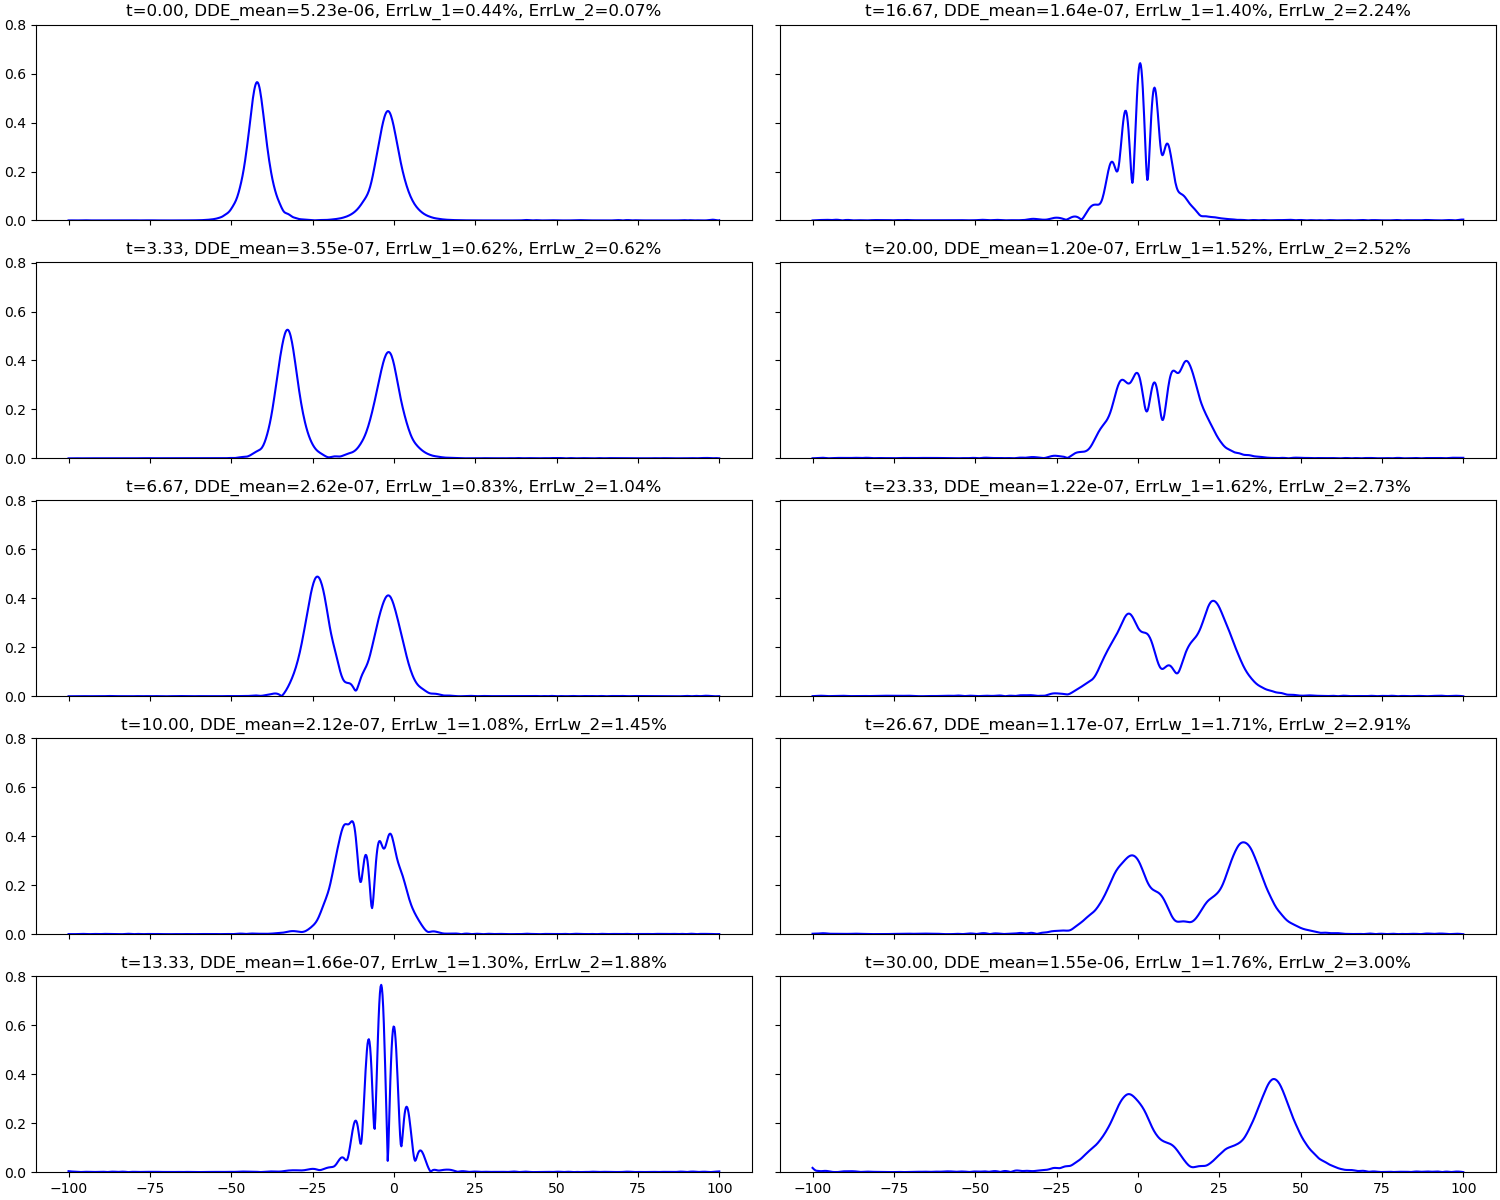 t=0.00, DDE_mean=5.23e-06, ErrLw_1=0.44%, ErrLw_2=0.07%
0.8
0.6
0.4
0.2
0.0
t=3.33, DDE_mean=3.55e-07, ErrLw_1=0.62%, ErrLw_2=0.62%
0.8
0.6
0.4
0.2
0.0
t=6.67, DDE_mean=2.62e-07, ErrLw_1=0.83%, ErrLw_2=1.04%
0.8
0.6
0.4
0.2
0.0
t=10.00, DDE_mean=2.12e-07, ErrLw_1=1.08%, ErrLw_2=1.45%
0.8
0.6
0.4
0.2
0.0
t=13.33, DDE_mean=1.66e-07, ErrLw_1=1.30%, ErrLw_2=1.88%
0.8
0.6
0.4
0.2
0.0
−100 −75 −50 −25 0 25 50 75 100
t=16.67, DDE_mean=1.64e-07, ErrLw_1=1.40%, ErrLw_2=2.24%
t=20.00, DDE_mean=1.20e-07, ErrLw_1=1.52%, ErrLw_2=2.52%
t=23.33, DDE_mean=1.22e-07, ErrLw_1=1.62%, ErrLw_2=2.73%
t=26.67, DDE_mean=1.17e-07, ErrLw_1=1.71%, ErrLw_2=2.91%
t=30.00, DDE_mean=1.55e-06, ErrLw_1=1.76%, ErrLw_2=3.00%
−100 −75 −50 −25 0 25 50 75 100